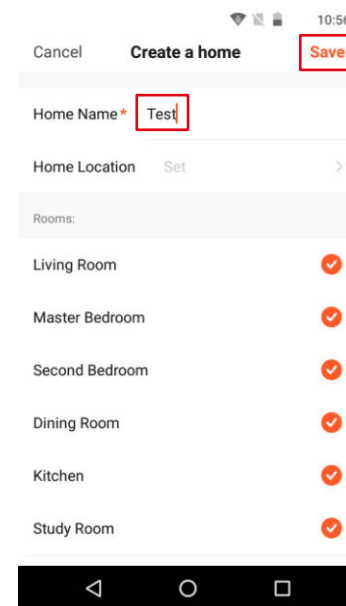 10:56
Cancel Create a home Save
Home Name* Test
Home Location Set
Rooms:
Living Room
Master Bedroom
Second Bedroom
Dining Room
Kitchen
Study Room